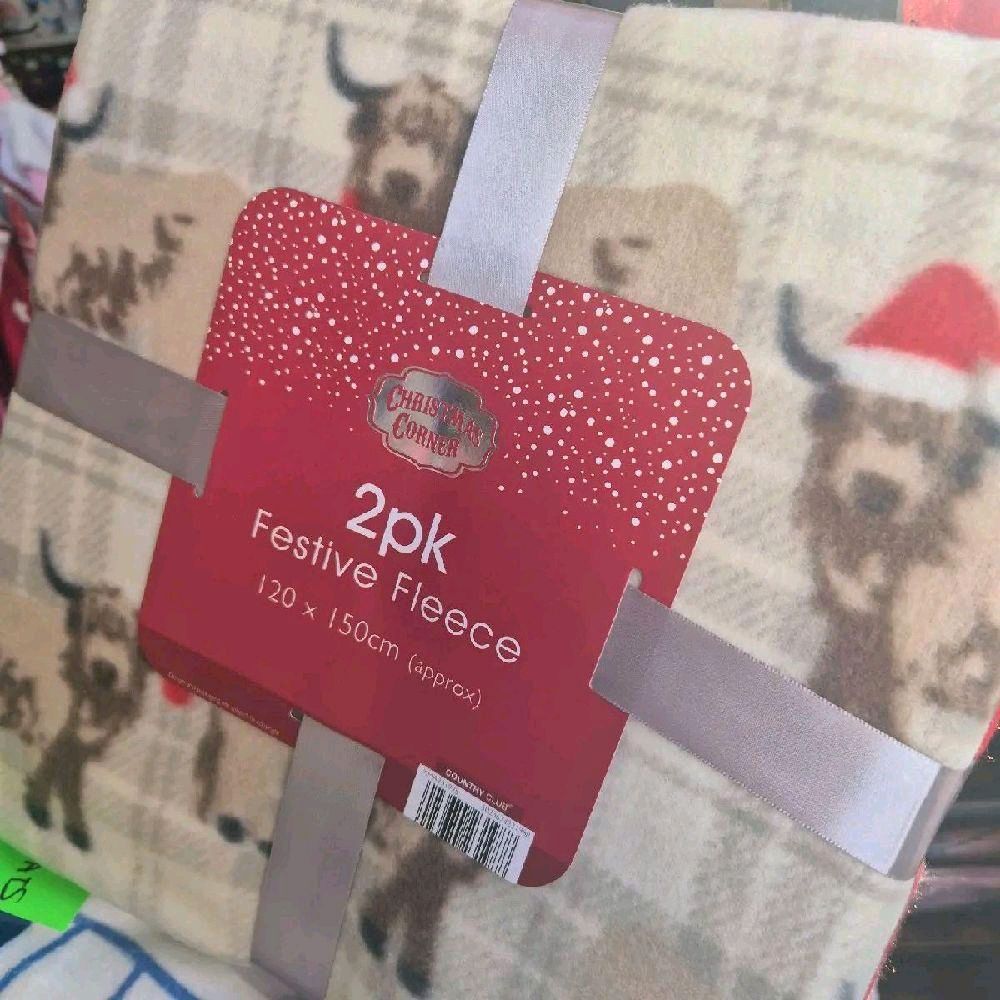 CHRISTMAS
CORNER
2pk
Festive Fleece
120 x 150cm (approx)
COUNTRY CLUB